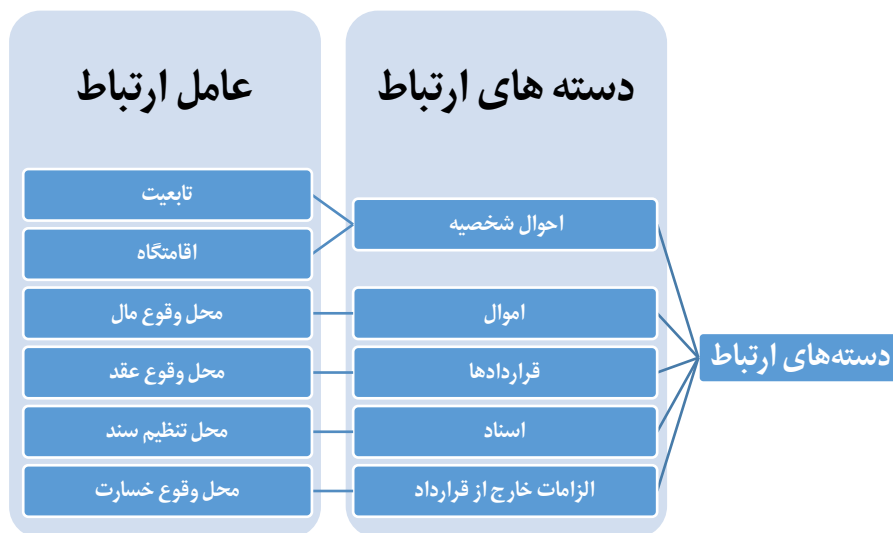 دسته های ارتباط
عامل ارتباط
دسته‌های ارتباط
احوال شخصیه
تابعیت
اقامتگاه
اموال
محل وقوع مال
قراردادها
محل وقوع عقد
اسناد
محل تنظیم سند
الزامات خارج از قرارداد
محل وقوع خسارت